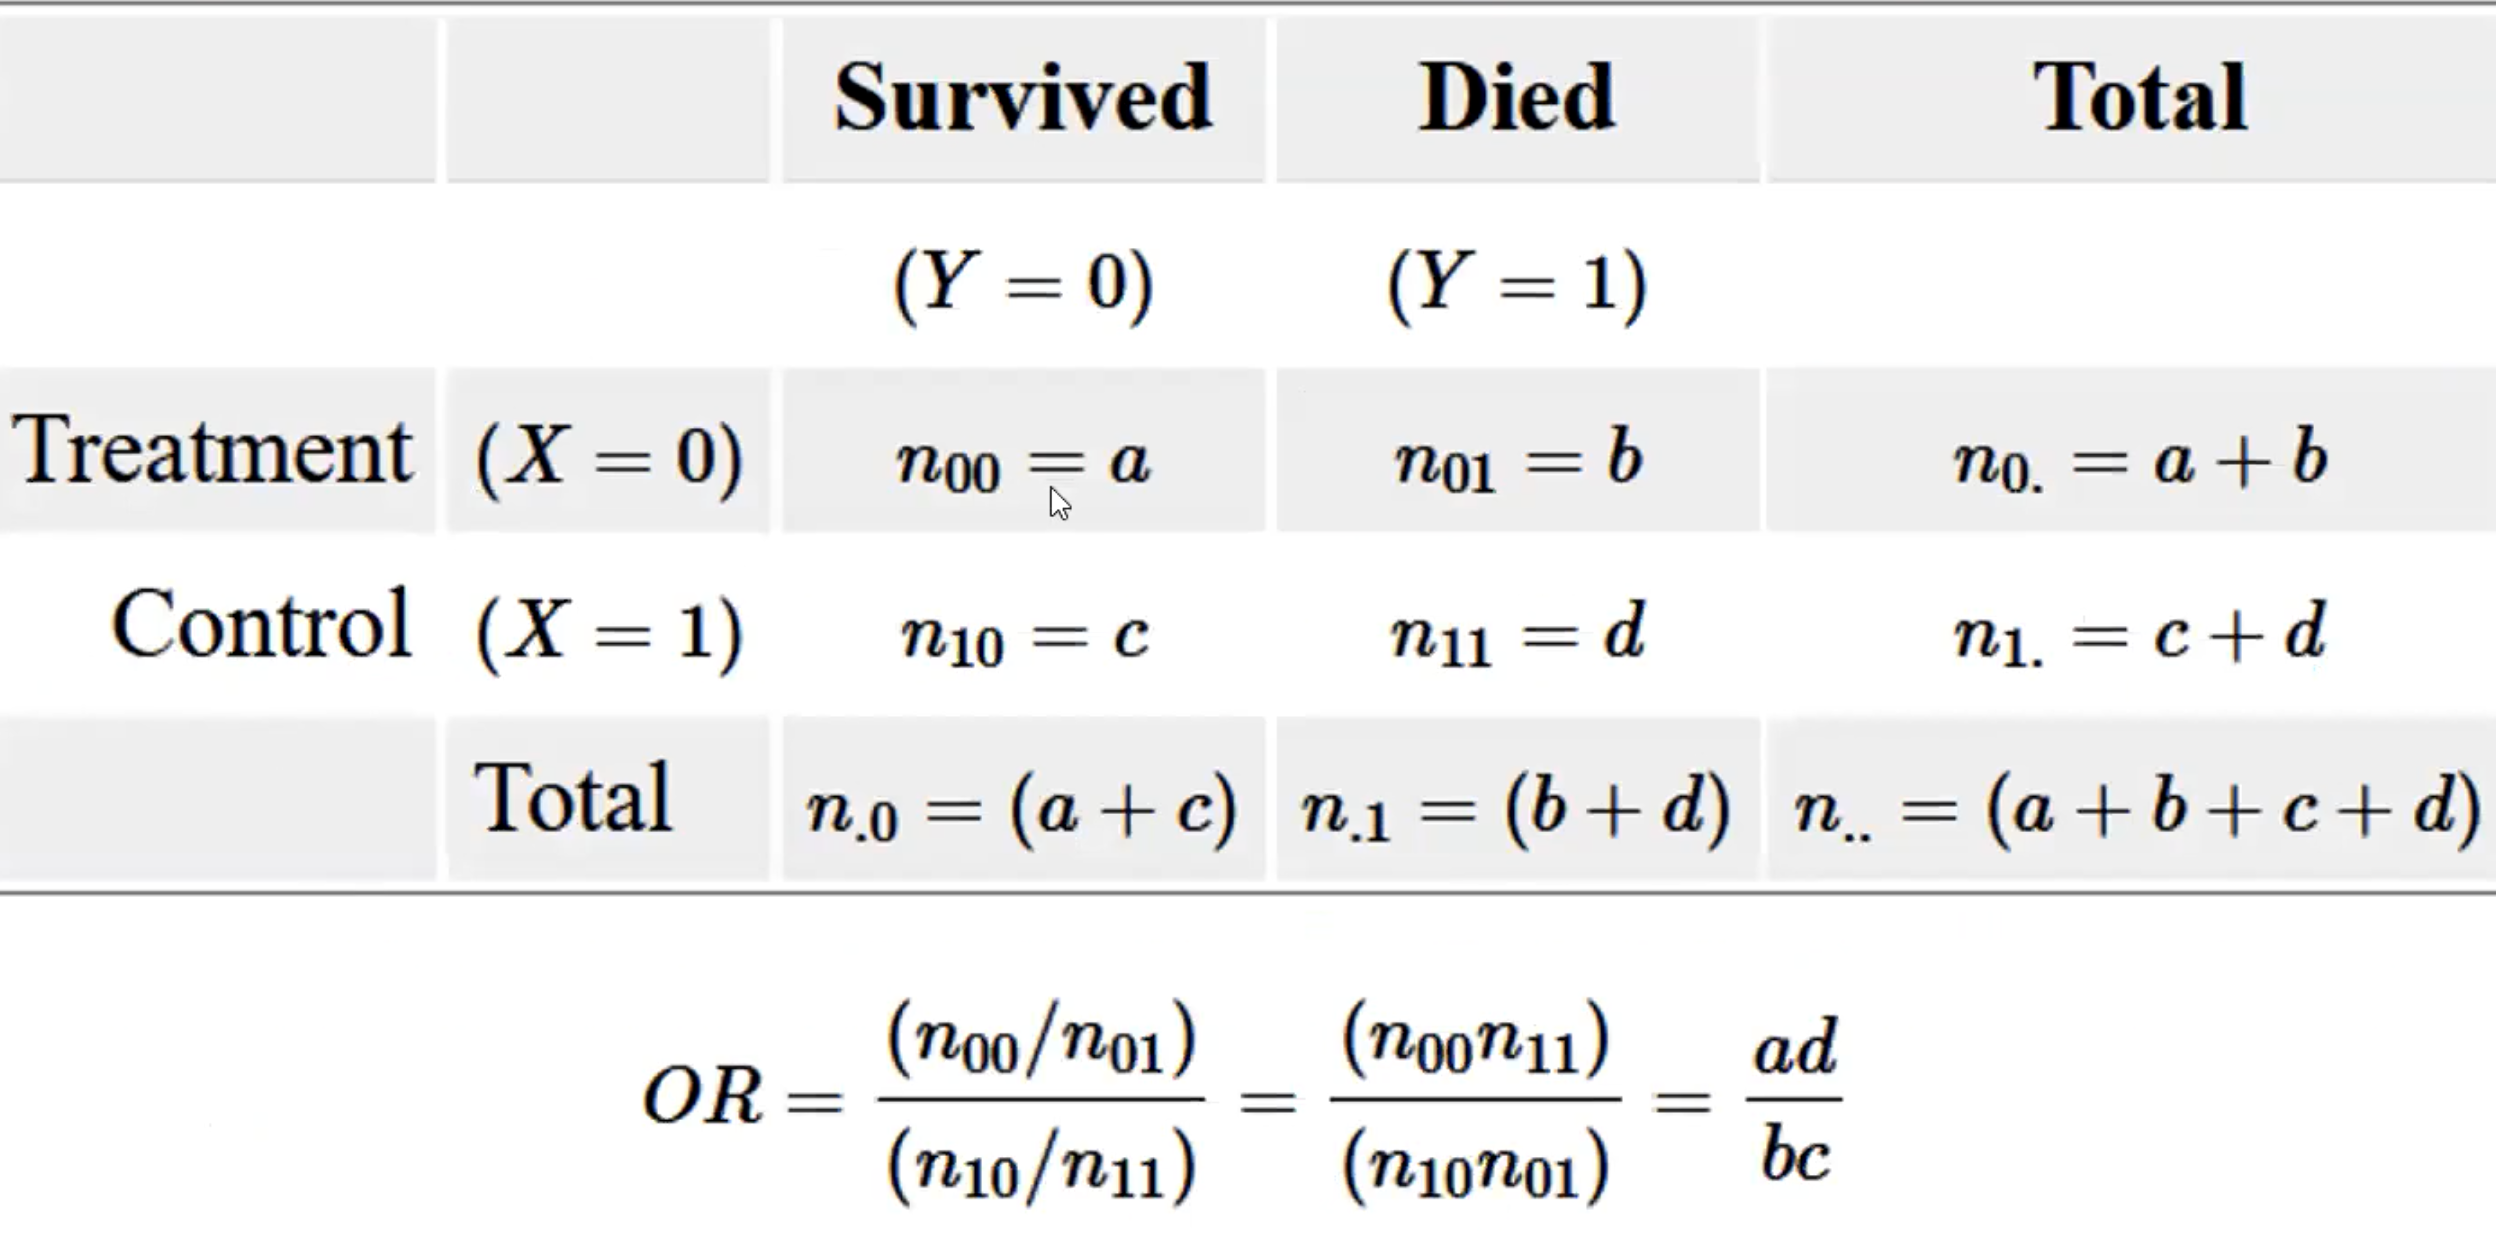 Survived Died Total
(Y = 0) (Y = 1)
Treatment (X = 0) n₀₀ = a n₀₁ = b n₀. = a + b
Control (X = 1) n₁₀ = c n₁₁ = d n₁. = c + d
Total n.₀ = (a + c) n.₁ = (b + d) n.. = (a + b + c + d)
OR = (n₀₀/n₀₁) / (n₁₀/n₁₁) = (n₀₀n₁₁) / (n₁₀n₀₁) = ad / bc